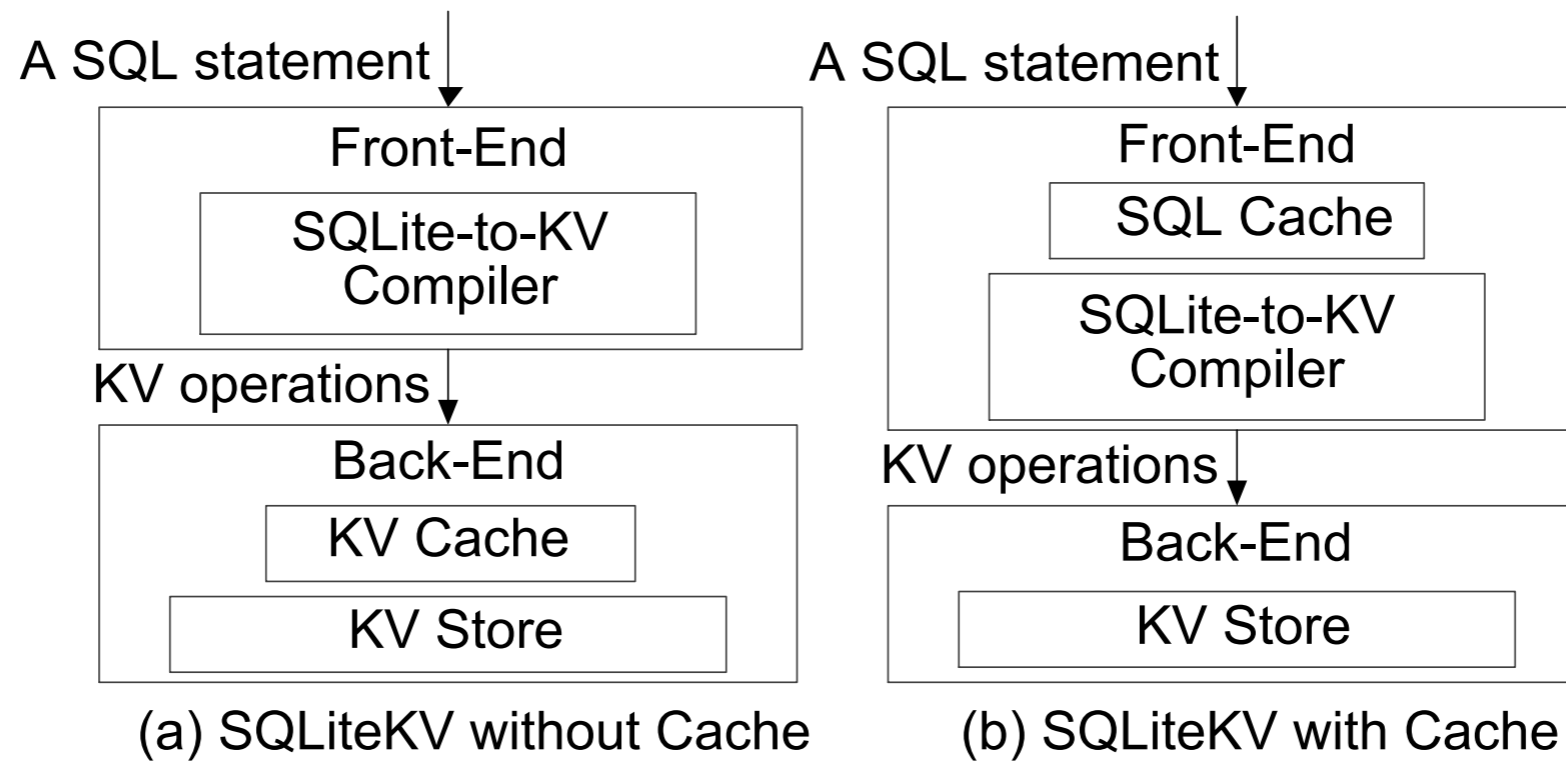 A SQL statement
Front-End
SQLite-to-KV
Compiler
KV operations
Back-End
KV Cache
KV Store
(a) SQLiteKV without Cache
A SQL statement
Front-End
SQL Cache
SQLite-to-KV
Compiler
KV operations
Back-End
KV Store
(b) SQLiteKV with Cache